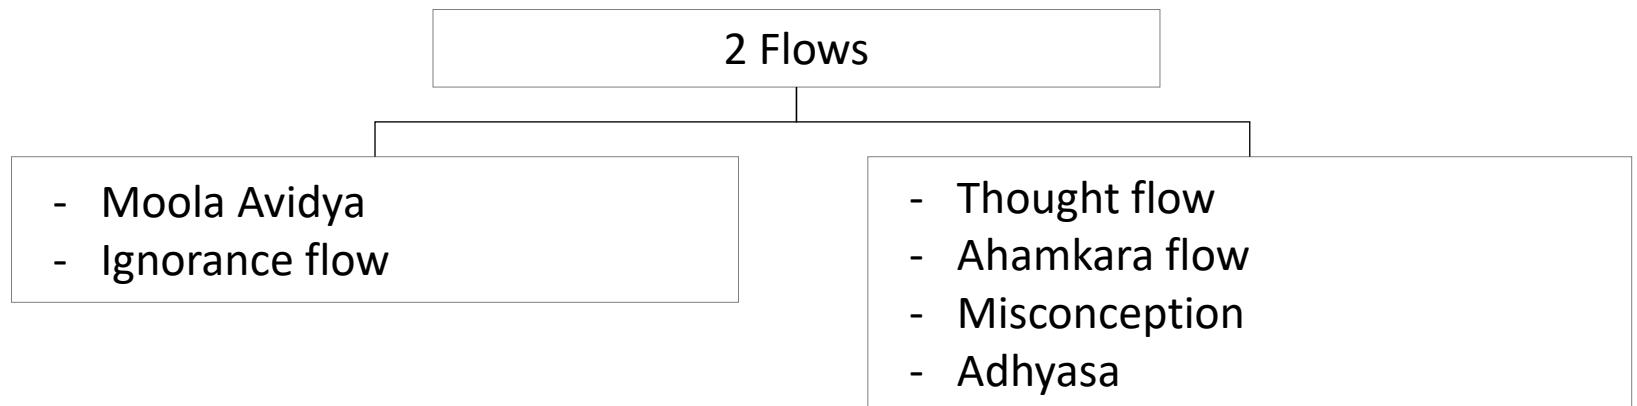 2 Flows
- Moola Avidya
- Ignorance flow
- Thought flow
- Ahamkara flow
- Misconception
- Adhyasa